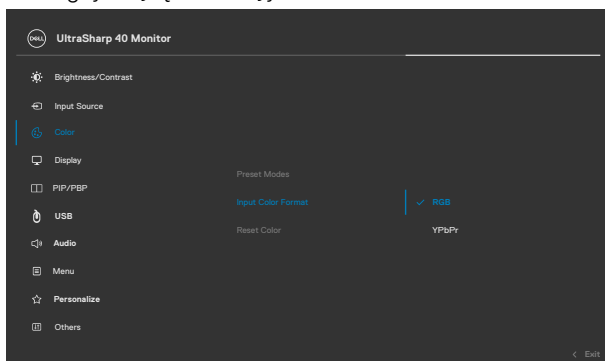 DELL
UltraSharp 40 Monitor
Brightness/Contrast
Input Source
Color
Display
PIP/PBP
USB
Audio
Menu
Personalize
Others
Preset Modes
Input Color Format
Reset Color
RGB
YPbPr
Exit